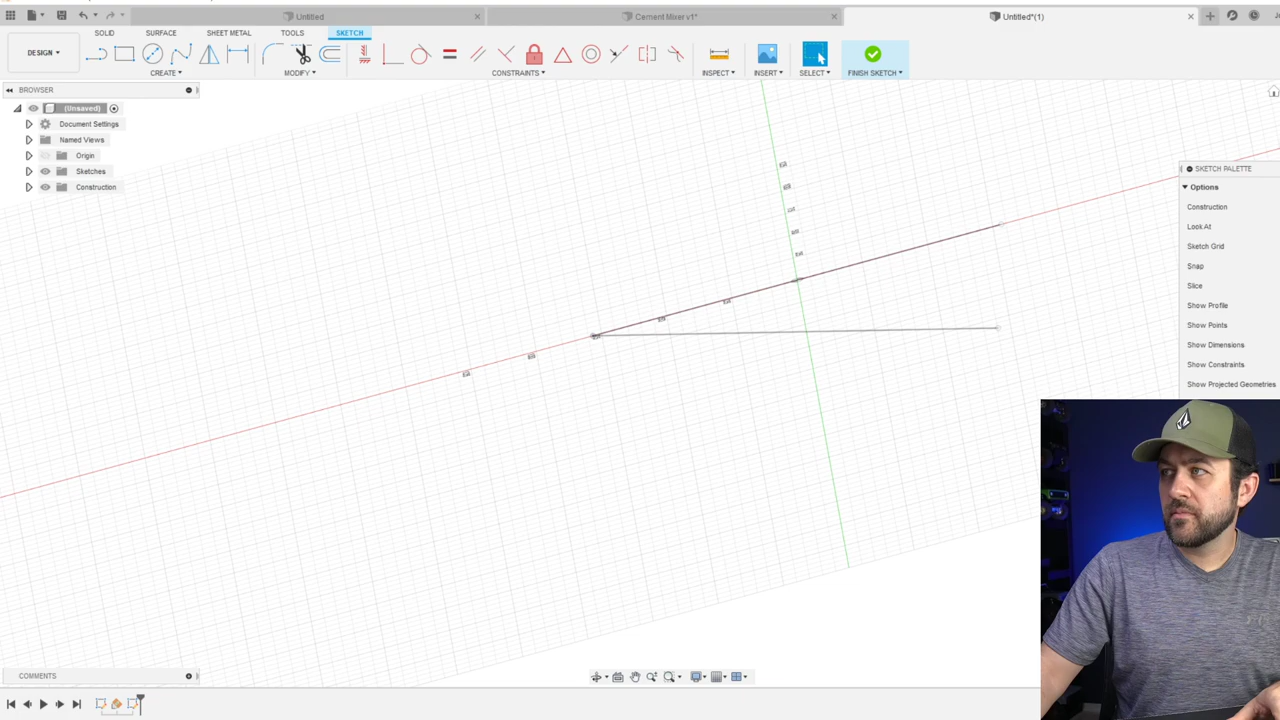 Untitled
Cement Mixer v1*
Untitled*(1)
SOLID
SURFACE
SHEET METAL
TOOLS
SKETCH
DESIGN
CREATE
MODIFY
CONSTRAINTS
INSPECT
INSERT
SELECT
FINISH SKETCH
BROWSER
(Unsaved)
Document Settings
Named Views
Origin
Sketches
Construction
SKETCH PALETTE
Options
Construction
Look At
Sketch Grid
Snap
Slice
Show Profile
Show Points
Show Dimensions
Show Constraints
Show Projected Geometries
COMMENTS